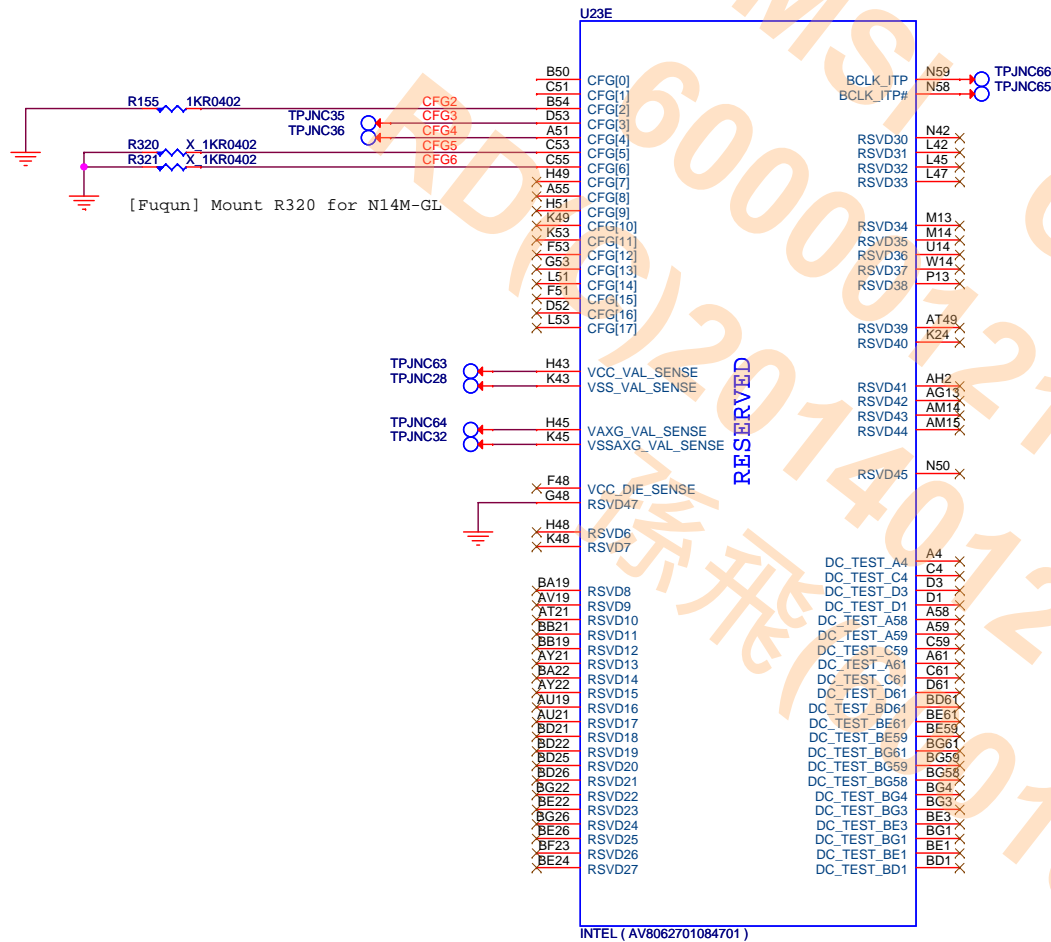 U23E
B50 CFG[0]
C51 CFG[1]
R155 1KR0402 CFG2 B54 CFG[2]
TPJNC35 CFG3 D53 CFG[3]
TPJNC36 CFG4 A51 CFG[4]
R320 X_1KR0402 CFG5 C53 CFG[5]
R321 X_1KR0402 CFG6 C55 CFG[6]
H49 CFG[7]
[Fuqun] Mount R320 for N14M-GL
A55 CFG[8]
H51 CFG[9]
K49 CFG[10]
K53 CFG[11]
F53 CFG[12]
G53 CFG[13]
L51 CFG[14]
F51 CFG[15]
D52 CFG[16]
L53 CFG[17]
TPJNC63 H43 VCC_VAL_SENSE
TPJNC28 K43 VSS_VAL_SENSE
TPJNC64 H45 VAXG_VAL_SENSE
TPJNC32 K45 VSSAXG_VAL_SENSE
F48 VCC_DIE_SENSE
G48 RSVD47
H48 RSVD6
K48 RSVD7
BA19 RSVD8
AV19 RSVD9
AT21 RSVD10
BB21 RSVD11
BB19 RSVD12
AY21 RSVD13
BA22 RSVD14
AY22 RSVD15
AU19 RSVD16
AU21 RSVD17
BD21 RSVD18
BD22 RSVD19
BD25 RSVD20
BD26 RSVD21
BG22 RSVD22
BE22 RSVD23
BG26 RSVD24
BE26 RSVD25
BF23 RSVD26
BE24 RSVD27
RESERVED
BCLK_ITP N59 TPJNC66
BCLK_ITP# N58 TPJNC65
RSVD30 N42
RSVD31 L42
RSVD32 L45
RSVD33 L47
RSVD34 M13
RSVD35 M14
RSVD36 U14
RSVD37 W14
RSVD38 P13
RSVD39 AT49
RSVD40 K24
RSVD41 AH2
RSVD42 AG13
RSVD43 AM14
RSVD44 AM15
RSVD45 N50
DC_TEST_A4 A4
DC_TEST_C4 C4
DC_TEST_D3 D3
DC_TEST_D1 D1
DC_TEST_A58 A58
DC_TEST_A59 A59
DC_TEST_C59 C59
DC_TEST_A61 A61
DC_TEST_C61 C61
DC_TEST_D61 D61
DC_TEST_BD61 BD61
DC_TEST_BE61 BE61
DC_TEST_BE59 BE59
DC_TEST_BG61 BG61
DC_TEST_BG59 BG59
DC_TEST_BG58 BG58
DC_TEST_BG4 BG4
DC_TEST_BG3 BG3
DC_TEST_BE3 BE3
DC_TEST_BG1 BG1
DC_TEST_BE1 BE1
DC_TEST_BD1 BD1
INTEL ( AV8062701084701 )
MSI
60000121
RD(C)2014012
孫飛(60001